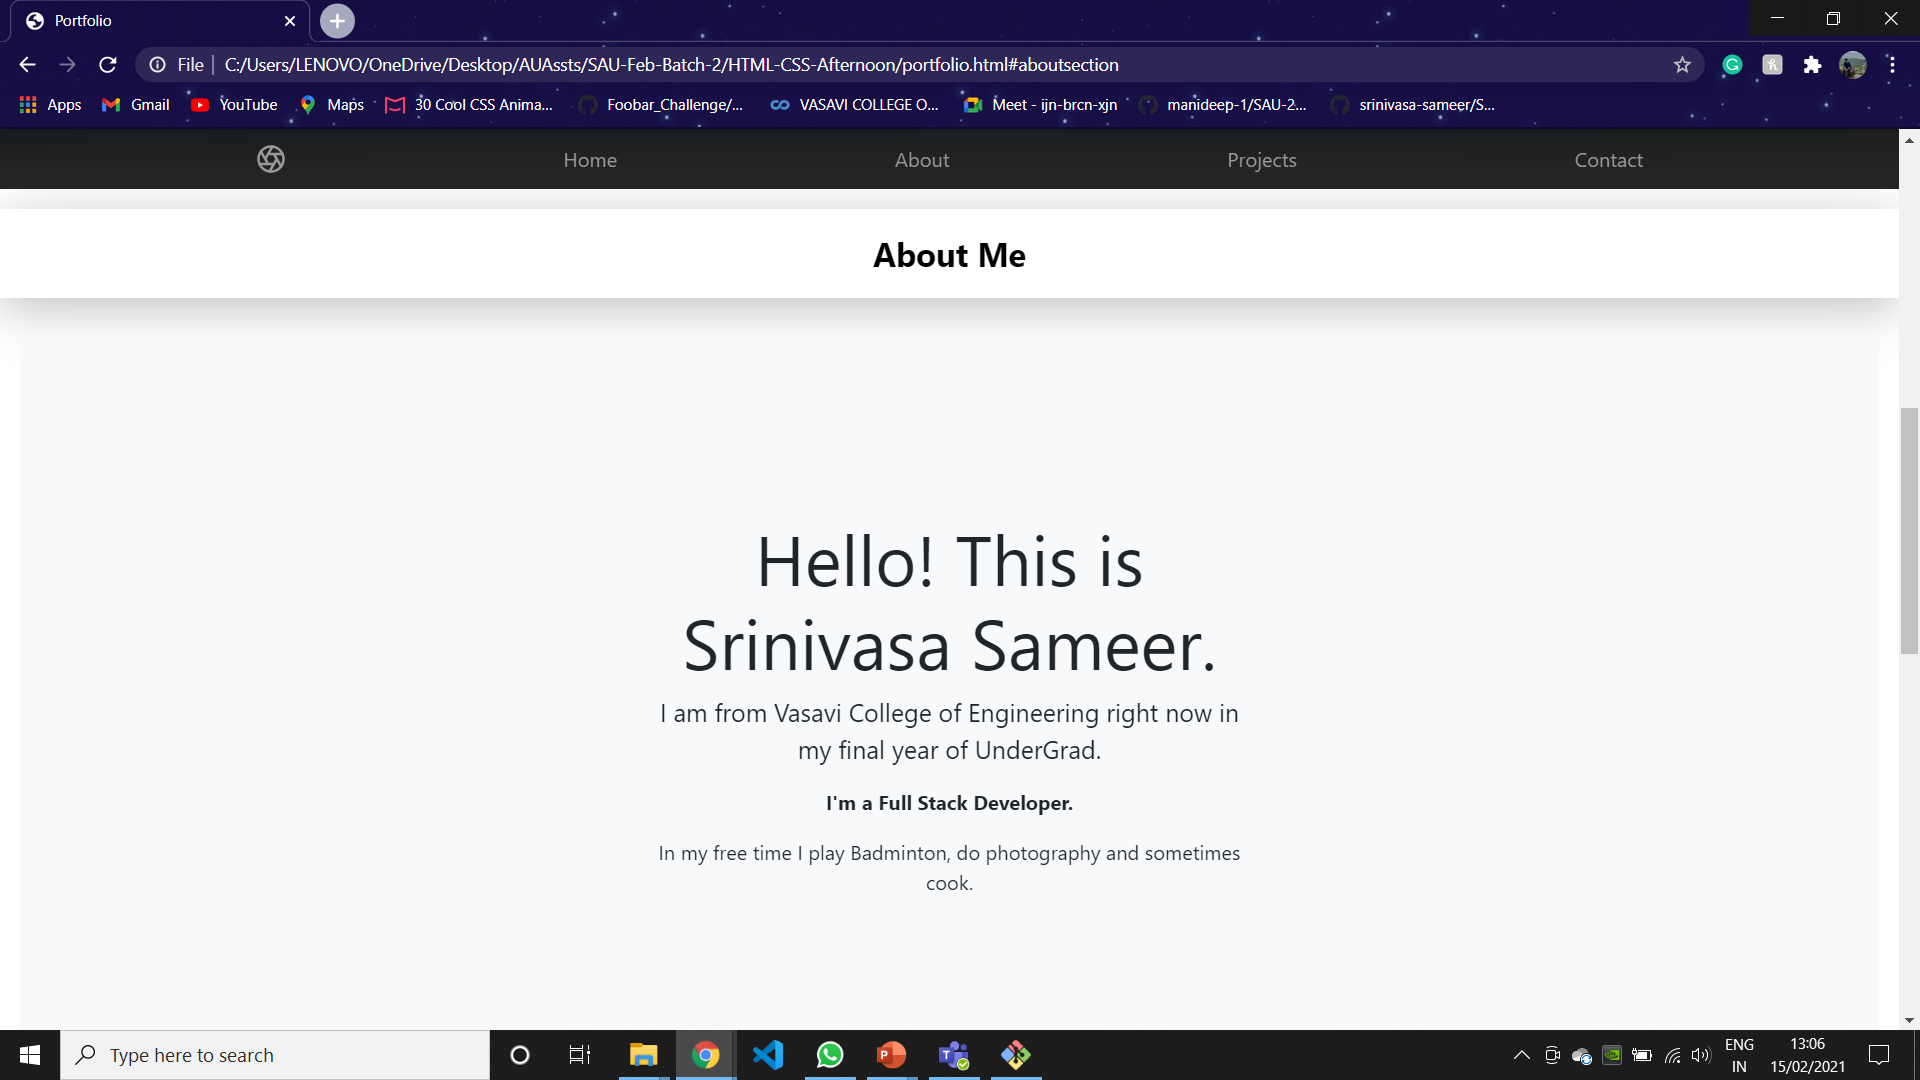 Portfolio
File | C:/Users/LENOVO/OneDrive/Desktop/AUAssts/SAU-Feb-Batch-2/HTML-CSS-Afternoon/portfolio.html#aboutsection
Apps Gmail YouTube Maps 30 Cool CSS Anima... Foobar_Challenge/... VASAVI COLLEGE O... Meet - ijn-brcn-xjn manideep-1/SAU-2... srinivasa-sameer/S...
Home About Projects Contact
About Me
Hello! This is
Srinivasa Sameer.
I am from Vasavi College of Engineering right now in
my final year of UnderGrad.
I'm a Full Stack Developer.
In my free time I play Badminton, do photography and sometimes
cook.
Type here to search
ENG
IN
13:06
15/02/2021